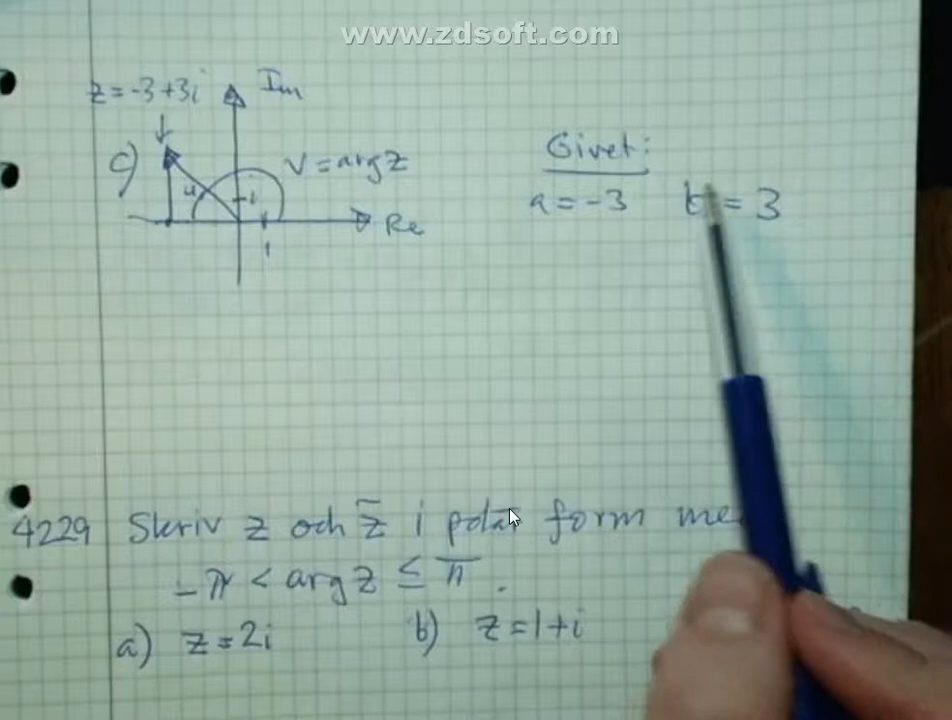 www.zdsoft.com
z = -3+3i
Im
c)
u
v = arg z
1
Re
1
Givet:
a = -3 b = 3
4229 Skriv z och z̄ i polär form
-π < arg z ≤ π.
a) z = 2i b) z = 1+i